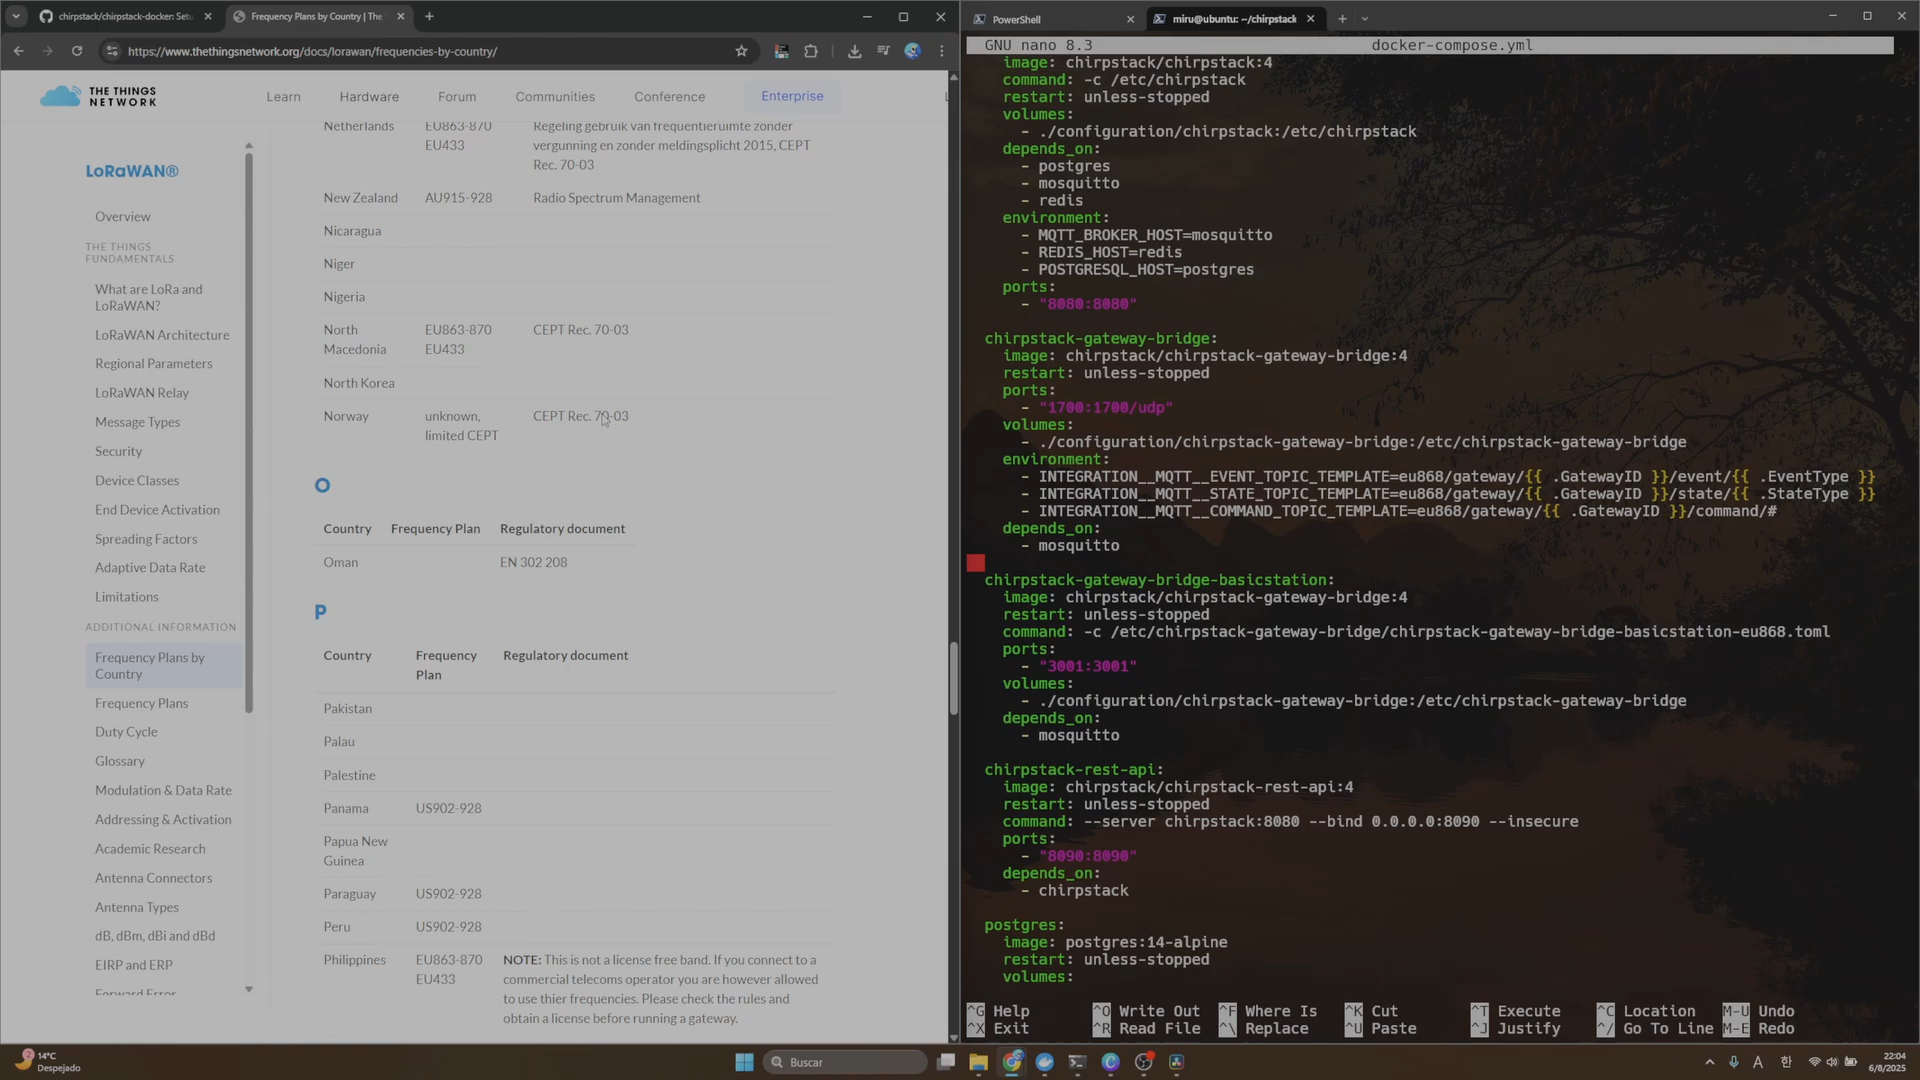 chirpstack/chirpstack-docker: Setu
Frequency Plans by Country | The
https://www.thethingsnetwork.org/docs/lorawan/frequencies-by-country/
THE THINGS
NETWORK
Learn
Hardware
Forum
Communities
Conference
Enterprise
LoRaWAN®
Overview
THE THINGS
FUNDAMENTALS
What are LoRa and
LoRaWAN?
LoRaWAN Architecture
Regional Parameters
LoRaWAN Relay
Message Types
Security
Device Classes
End Device Activation
Spreading Factors
Adaptive Data Rate
Limitations
ADDITIONAL INFORMATION
Frequency Plans by
Country
Frequency Plans
Duty Cycle
Glossary
Modulation & Data Rate
Addressing & Activation
Academic Research
Antenna Connectors
Antenna Types
dB, dBm, dBi and dBd
EIRP and ERP
Forward Error
Netherlands EU863-870 Regeling gebruik van frequentieruimte zonder
EU433 vergunning en zonder meldingsplicht 2015, CEPT
Rec. 70-03
New Zealand AU915-928 Radio Spectrum Management
Nicaragua
Niger
Nigeria
North EU863-870 CEPT Rec. 70-03
Macedonia EU433
North Korea
Norway unknown, CEPT Rec. 70-03
limited CEPT
O
Country Frequency Plan Regulatory document
Oman EN 302 208
P
Country Frequency Regulatory document
Plan
Pakistan
Palau
Palestine
Panama US902-928
Papua New
Guinea
Paraguay US902-928
Peru US902-928
Philippines EU863-870 NOTE: This is not a license free band. If you connect to a
EU433 commercial telecoms operator you are however allowed
to use thier frequencies. Please check the rules and
obtain a license before running a gateway.
PowerShell
miru@ubuntu: ~/chirpstack
GNU nano 8.3 docker-compose.yml
image: chirpstack/chirpstack:4
command: -c /etc/chirpstack
restart: unless-stopped
volumes:
- ./configuration/chirpstack:/etc/chirpstack
depends_on:
- postgres
- mosquitto
- redis
environment:
- MQTT_BROKER_HOST=mosquitto
- REDIS_HOST=redis
- POSTGRESQL_HOST=postgres
ports:
- "8080:8080"
chirpstack-gateway-bridge:
image: chirpstack/chirpstack-gateway-bridge:4
restart: unless-stopped
ports:
- "1700:1700/udp"
volumes:
- ./configuration/chirpstack-gateway-bridge:/etc/chirpstack-gateway-bridge
environment:
- INTEGRATION__MQTT__EVENT_TOPIC_TEMPLATE=eu868/gateway/{{ .GatewayID }}/event/{{ .EventType }}
- INTEGRATION__MQTT__STATE_TOPIC_TEMPLATE=eu868/gateway/{{ .GatewayID }}/state/{{ .StateType }}
- INTEGRATION__MQTT__COMMAND_TOPIC_TEMPLATE=eu868/gateway/{{ .GatewayID }}/command/#
depends_on:
- mosquitto
chirpstack-gateway-bridge-basicstation:
image: chirpstack/chirpstack-gateway-bridge:4
restart: unless-stopped
command: -c /etc/chirpstack-gateway-bridge/chirpstack-gateway-bridge-basicstation-eu868.toml
ports:
- "3001:3001"
volumes:
- ./configuration/chirpstack-gateway-bridge:/etc/chirpstack-gateway-bridge
depends_on:
- mosquitto
chirpstack-rest-api:
image: chirpstack/chirpstack-rest-api:4
restart: unless-stopped
command: --server chirpstack:8080 --bind 0.0.0.0:8090 --insecure
ports:
- "8090:8090"
depends_on:
- chirpstack
postgres:
image: postgres:14-alpine
restart: unless-stopped
volumes:
^G Help ^O Write Out ^F Where Is ^K Cut ^T Execute ^C Location M-U Undo
^X Exit ^R Read File ^\ Replace ^U Paste ^J Justify ^/ Go To Line M-E Redo
14°C
Despejado
Buscar
A
한
22:04
6/8/2025